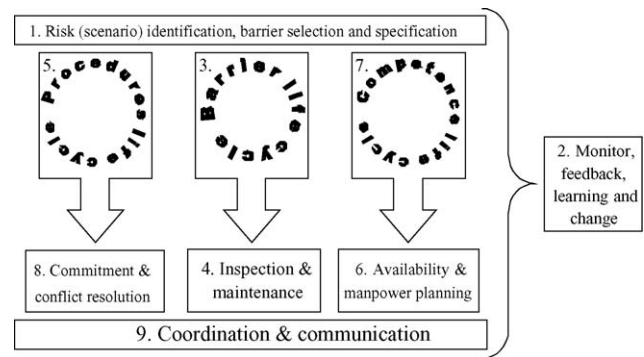 1. Risk (scenario) identification, barrier selection and specification
5.
Procedures life cycle
3.
Barrier life cycle
7.
Competence life cycle
2. Monitor,
feedback,
learning and
change
8. Commitment &
conflict resolution
4. Inspection &
maintenance
6. Availability &
manpower planning
9. Coordination & communication